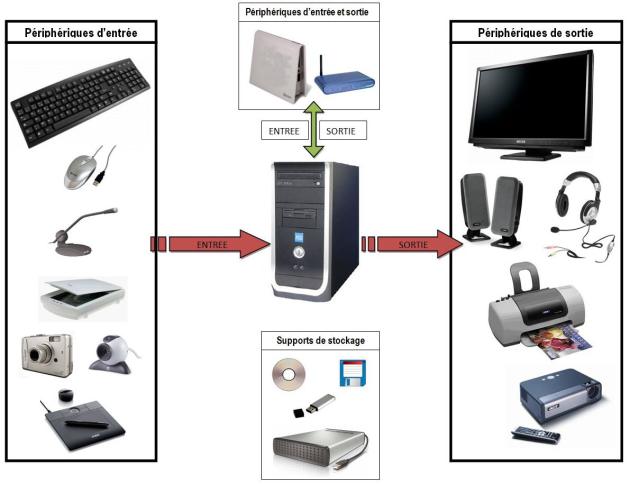 Périphériques d'entrée
Périphériques d'entrée et sortie
Périphériques de sortie
ENTREE
SORTIE
ENTREE
SORTIE
Supports de stockage